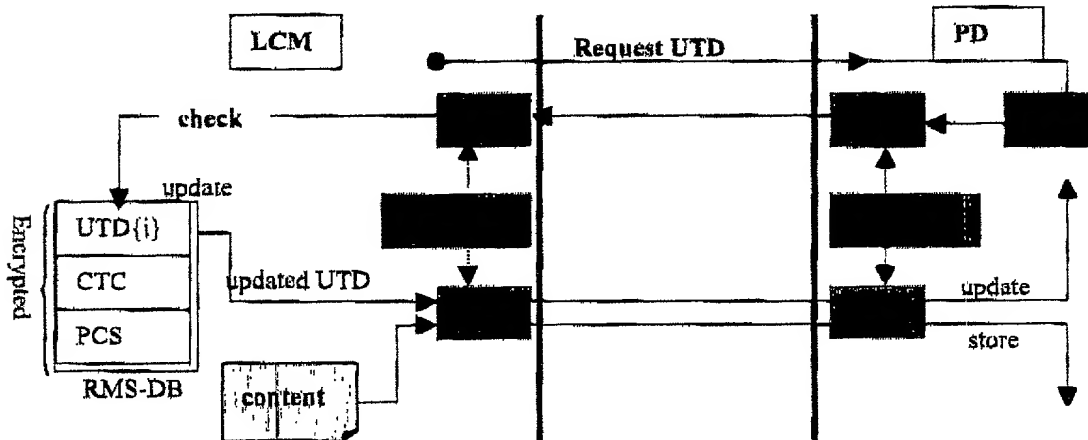 LCM
Request UTD
PD
check
update
Encrypted
UTD{i}
CTC
PCS
RMS-DB
updated UTD
content
update
store